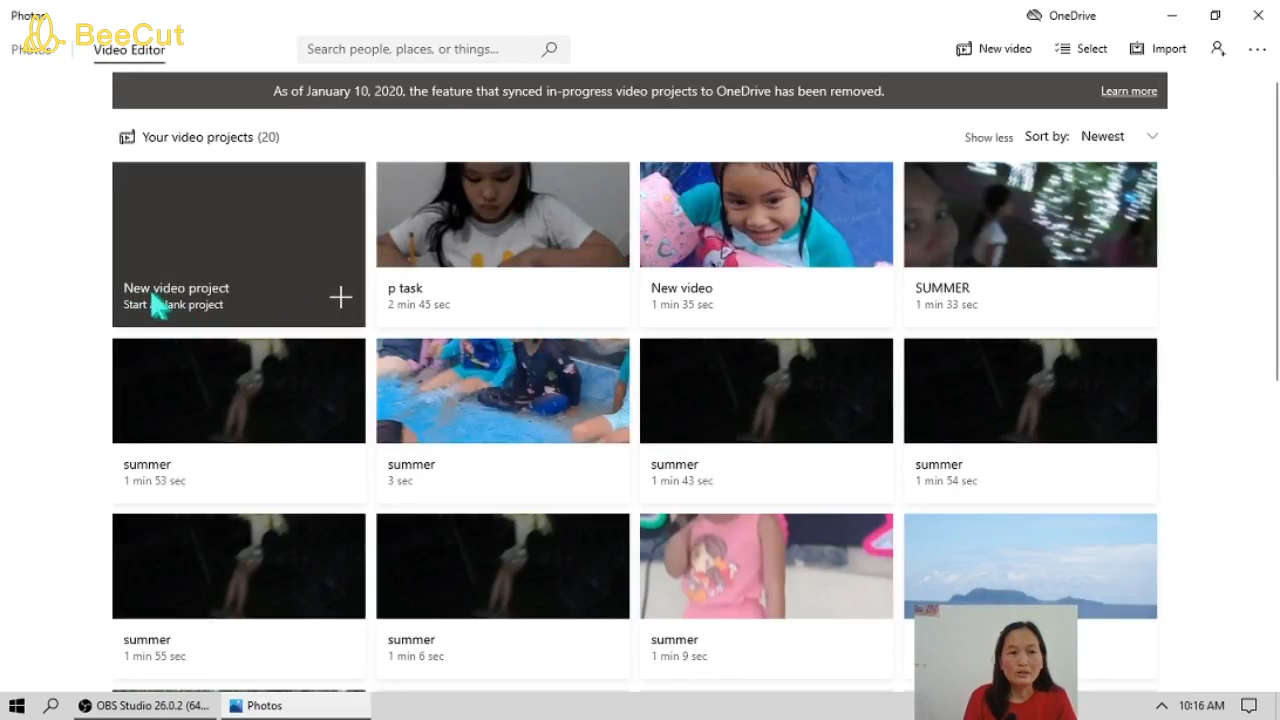 Photos
OneDrive
BeeCut
Photos
Video Editor
Search people, places, or things...
New video
Select
Import
As of January 10, 2020, the feature that synced in-progress video projects to OneDrive has been removed.
Learn more
Your video projects (20)
Show less
Sort by: Newest
New video project
Start a blank project
p task
2 min 45 sec
New video
1 min 35 sec
SUMMER
1 min 33 sec
summer
1 min 53 sec
summer
3 sec
summer
1 min 43 sec
summer
1 min 54 sec
summer
1 min 55 sec
summer
1 min 6 sec
summer
1 min 9 sec
OBS Studio 26.0.2 (64...
Photos
10:16 AM